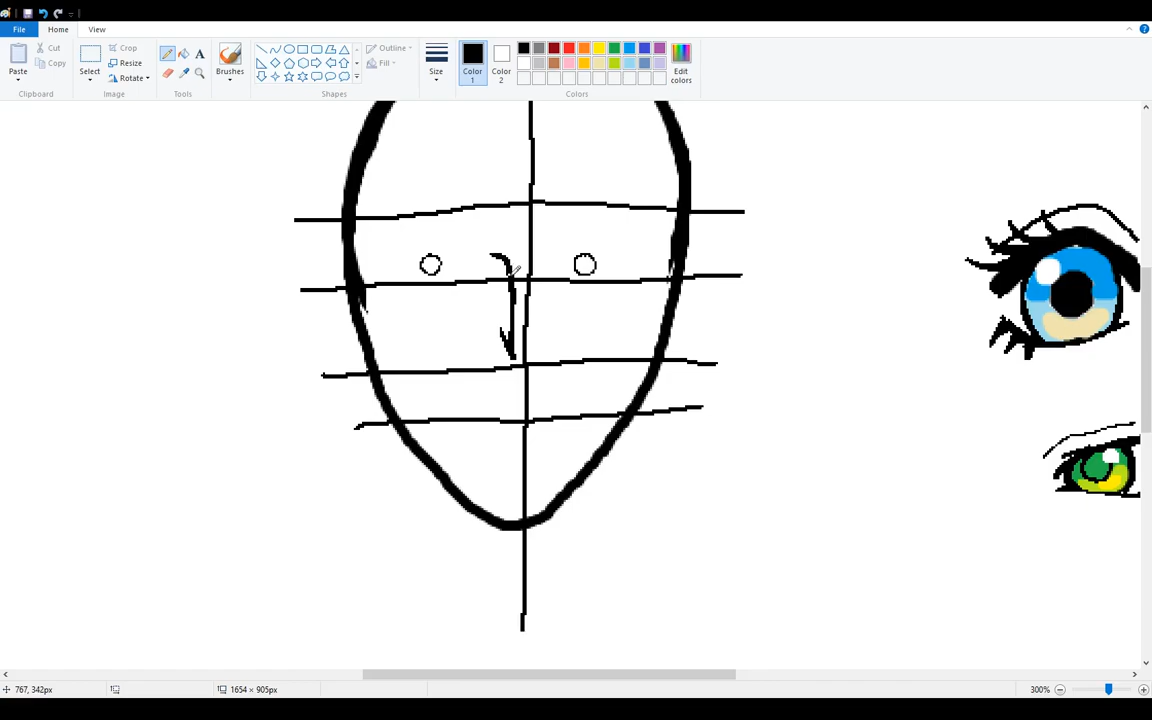 File Home View
Paste
Cut
Copy
Clipboard
Select
Crop
Resize
Rotate
Image
A
Tools
Brushes
Outline
Fill
Shapes
Size
Color 1
Color 2
Edit colors
Colors
767, 342px 1654 × 905px 300%